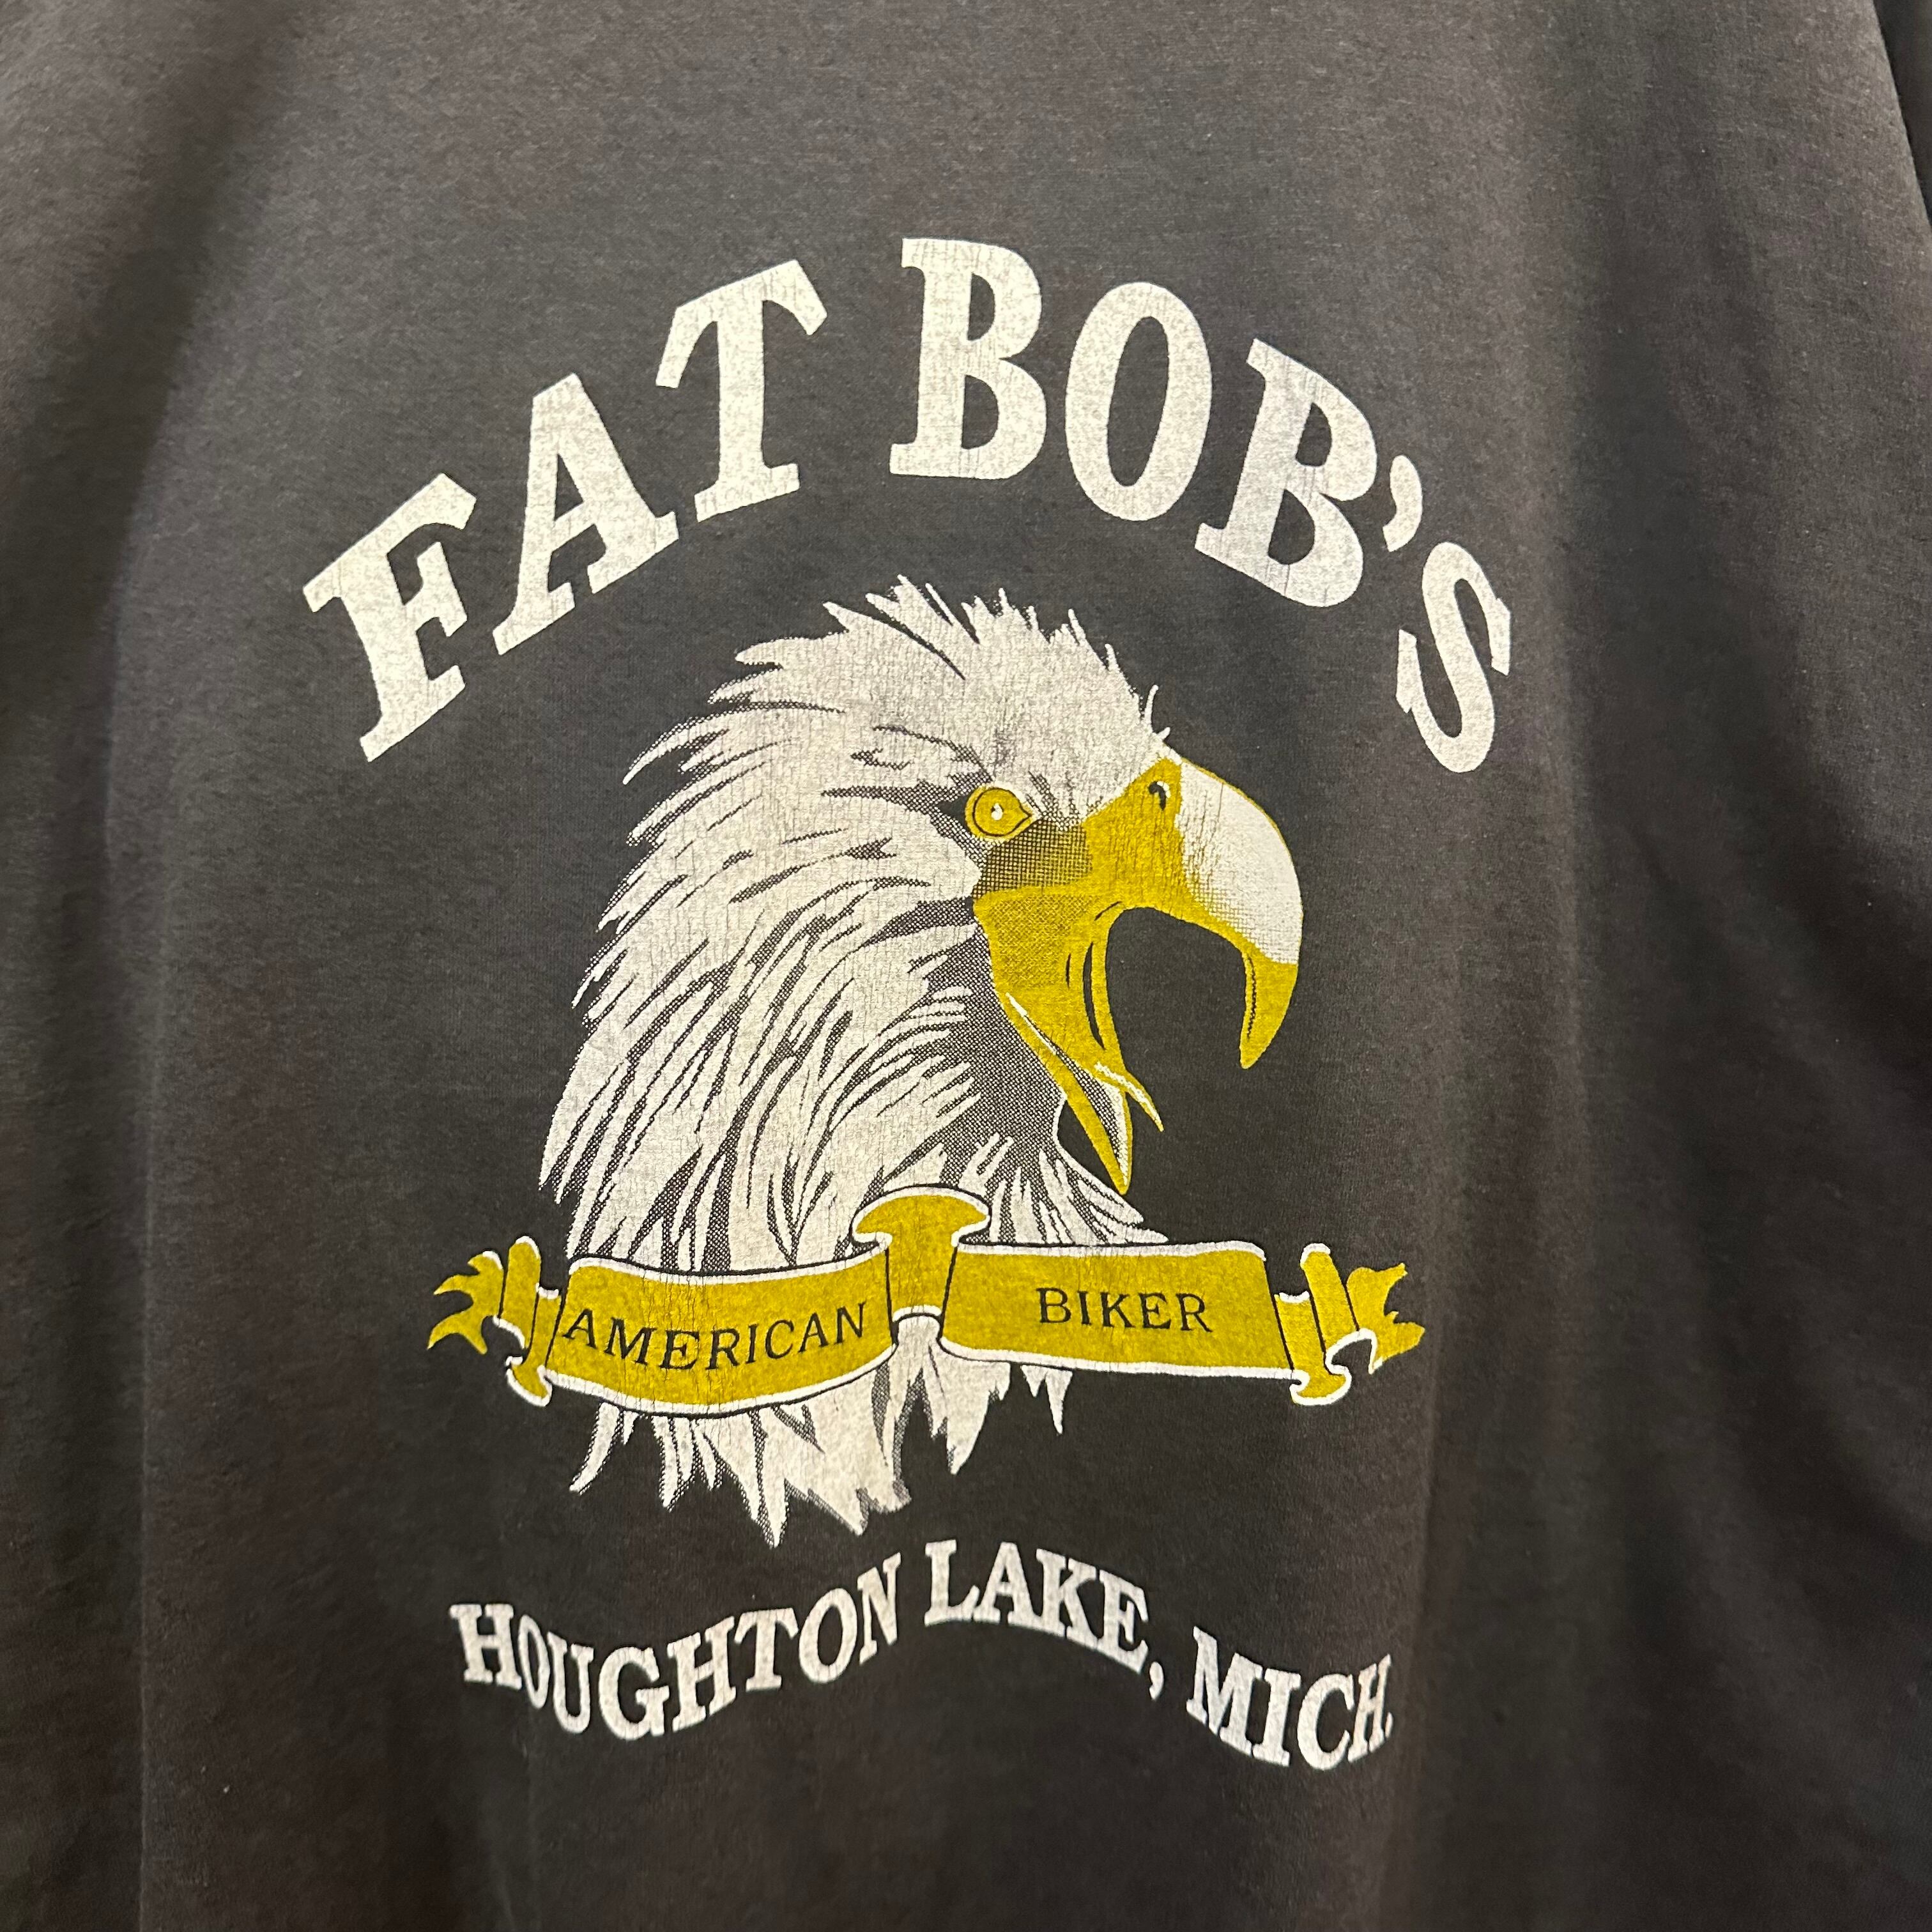 FAT BOB'S
AMERICAN BIKER
HOUGHTON LAKE, MICH.